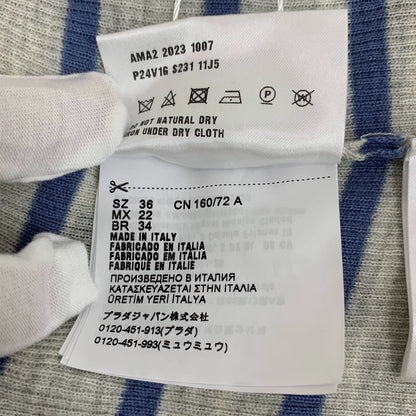 AMA2 2023 1007
P24V1G S231 11J5
DO NOT NATURAL DRY
IRON UNDER DRY CLOTH
SZ 36 CN 160/72 A
MX 22
BR 34
MADE IN ITALY
FABRICADO EN ITALIA
FABRICADO EM ITALIA
FABRIQUÉ EN ITALIE
ПРОИЗВЕДЕНО В ИТАЛИЯ
ΚΑΤΑΣΚΕΥΑΖΕΤΑΙ ΣΤΗΝ ΙΤΑΛΙΑ
ÜRETİM YERİ İTALYA
プラダジャパン株式会社
0120-451-913(プラダ)
0120-451-993(ミュウミュウ)